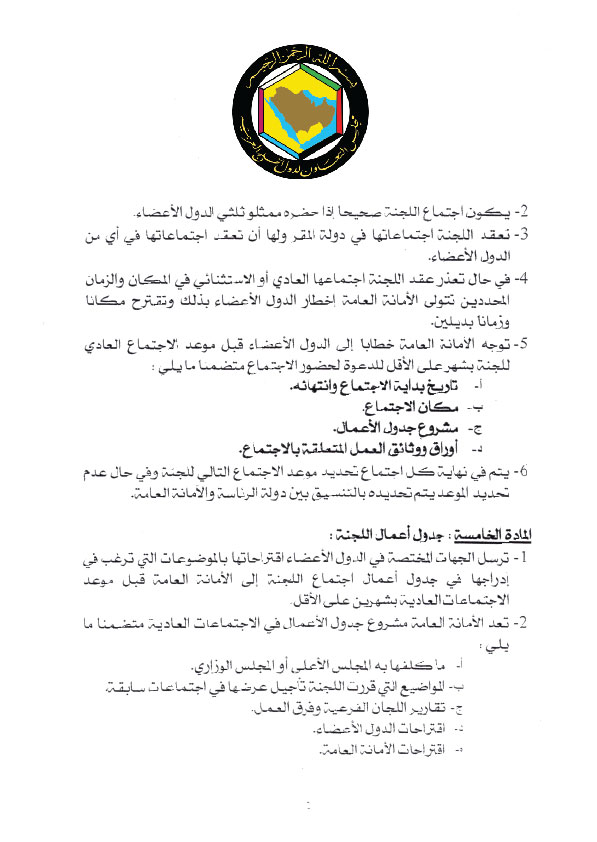 بسم الله الرحمن الرحيم
مجلس التعاون لدول الخليج العربية
2- يكون اجتماع اللجنة صحيحا إذا حضره ممثلو ثلثي الدول الأعضاء.
3- تعقد اللجنة اجتماعاتها في دولة المقر ولها أن تعقد اجتماعاتها في أي من
الدول الأعضاء.
4- في حال تعذر عقد اللجنة اجتماعها العادي أو الاستثنائي في المكان والزمان
المحددين تتولى الأمانة العامة إخطار الدول الأعضاء بذلك وتقترح مكانا
وزمانا بديلين.
5- توجه الأمانة العامة خطابا إلى الدول الأعضاء قبل موعد الاجتماع العادي
للجنة بشهر على الأقل للدعوة لحضور الاجتماع متضمنا ما يلي :
أ- تاريخ بداية الاجتماع وانتهائه.
ب- مكان الاجتماع.
ج- مشروع جدول الأعمال.
د- أوراق ووثائق العمل المتعلقة بالاجتماع.
6- يتم في نهاية كل اجتماع تحديد موعد الاجتماع التالي للجنة وفي حال عدم
تحديد الموعد يتم تحديده بالتنسيق بين دولة الرئاسة والأمانة العامة.
المادة الخامسة : جدول أعمال اللجنة :
1- ترسل الجهات المختصة في الدول الأعضاء اقتراحاتها بالموضوعات التي ترغب في
إدراجها في جدول أعمال اجتماع اللجنة إلى الأمانة العامة قبل موعد
الاجتماعات العادية بشهرين على الأقل.
2- تعد الأمانة العامة مشروع جدول الأعمال في الاجتماعات العادية متضمنا ما
يلي :
أ- ما كلفها به المجلس الأعلى أو المجلس الوزاري.
ب- المواضيع التي قررت اللجنة تأجيل عرضها في اجتماعات سابقة.
ج- تقارير اللجان الفرعية وفرق العمل.
د- اقتراحات الدول الأعضاء.
ه- اقتراحات الأمانة العامة.